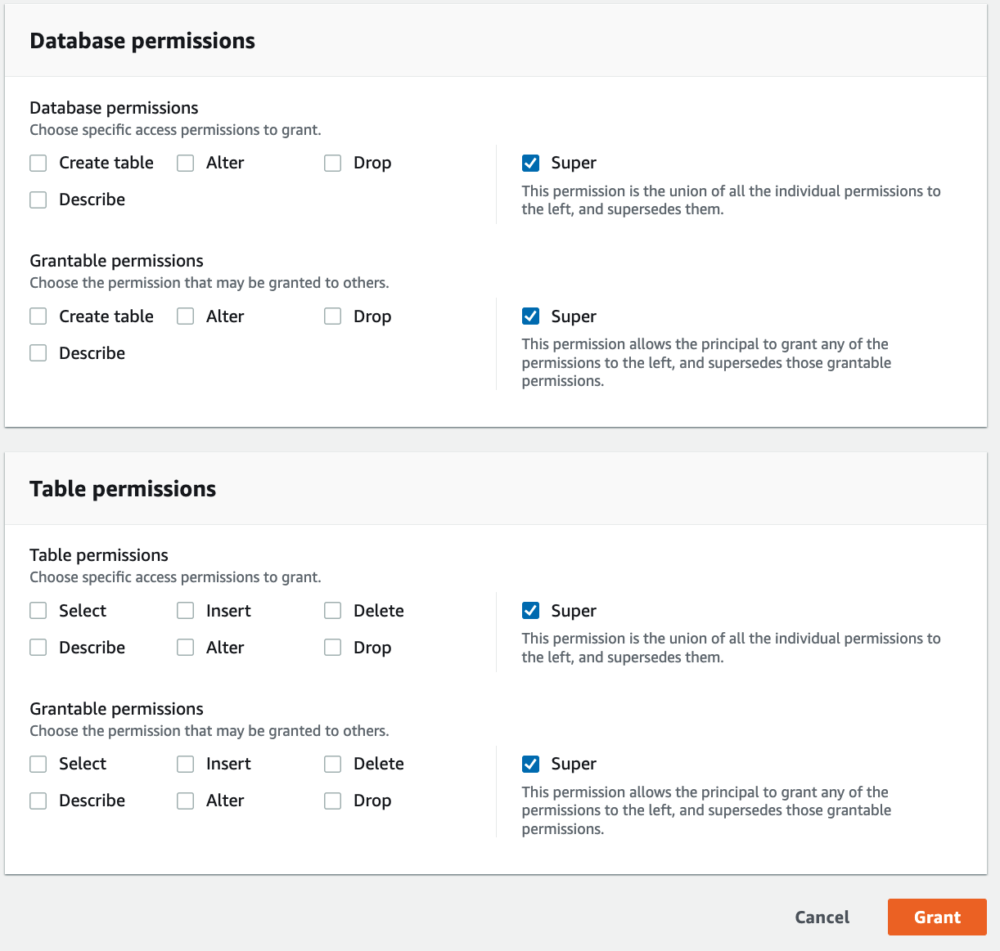 Database permissions
Database permissions
Choose specific access permissions to grant.
Create table Alter Drop
Describe
Super
This permission is the union of all the individual permissions to
the left, and supersedes them.
Grantable permissions
Choose the permission that may be granted to others.
Create table Alter Drop
Describe
Super
This permission allows the principal to grant any of the
permissions to the left, and supersedes those grantable
permissions.
Table permissions
Table permissions
Choose specific access permissions to grant.
Select Insert Delete
Describe Alter Drop
Super
This permission is the union of all the individual permissions to
the left, and supersedes them.
Grantable permissions
Choose the permission that may be granted to others.
Select Insert Delete
Describe Alter Drop
Super
This permission allows the principal to grant any of the
permissions to the left, and supersedes those grantable
permissions.
Cancel Grant